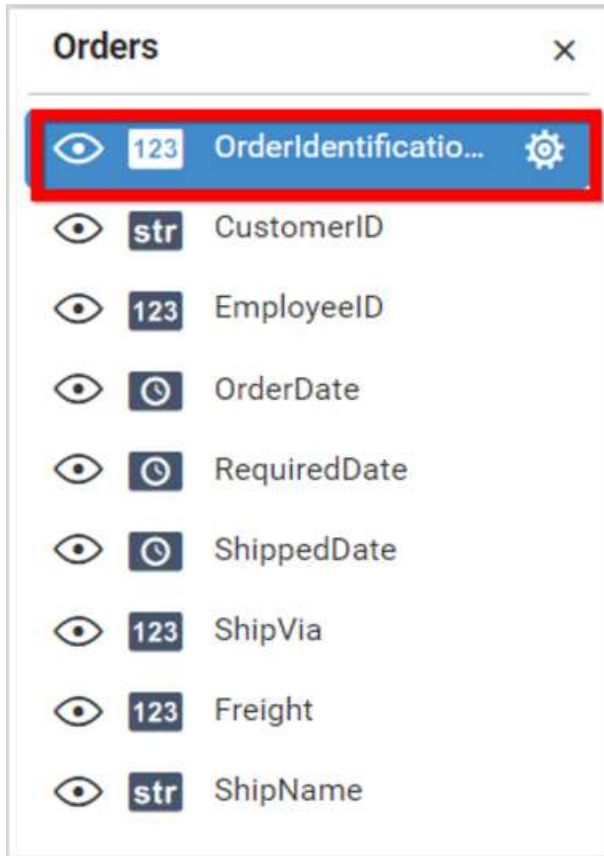 Orders
123 OrderIdentificatio...
str CustomerID
123 EmployeeID
OrderDate
RequiredDate
ShippedDate
123 ShipVia
123 Freight
str ShipName